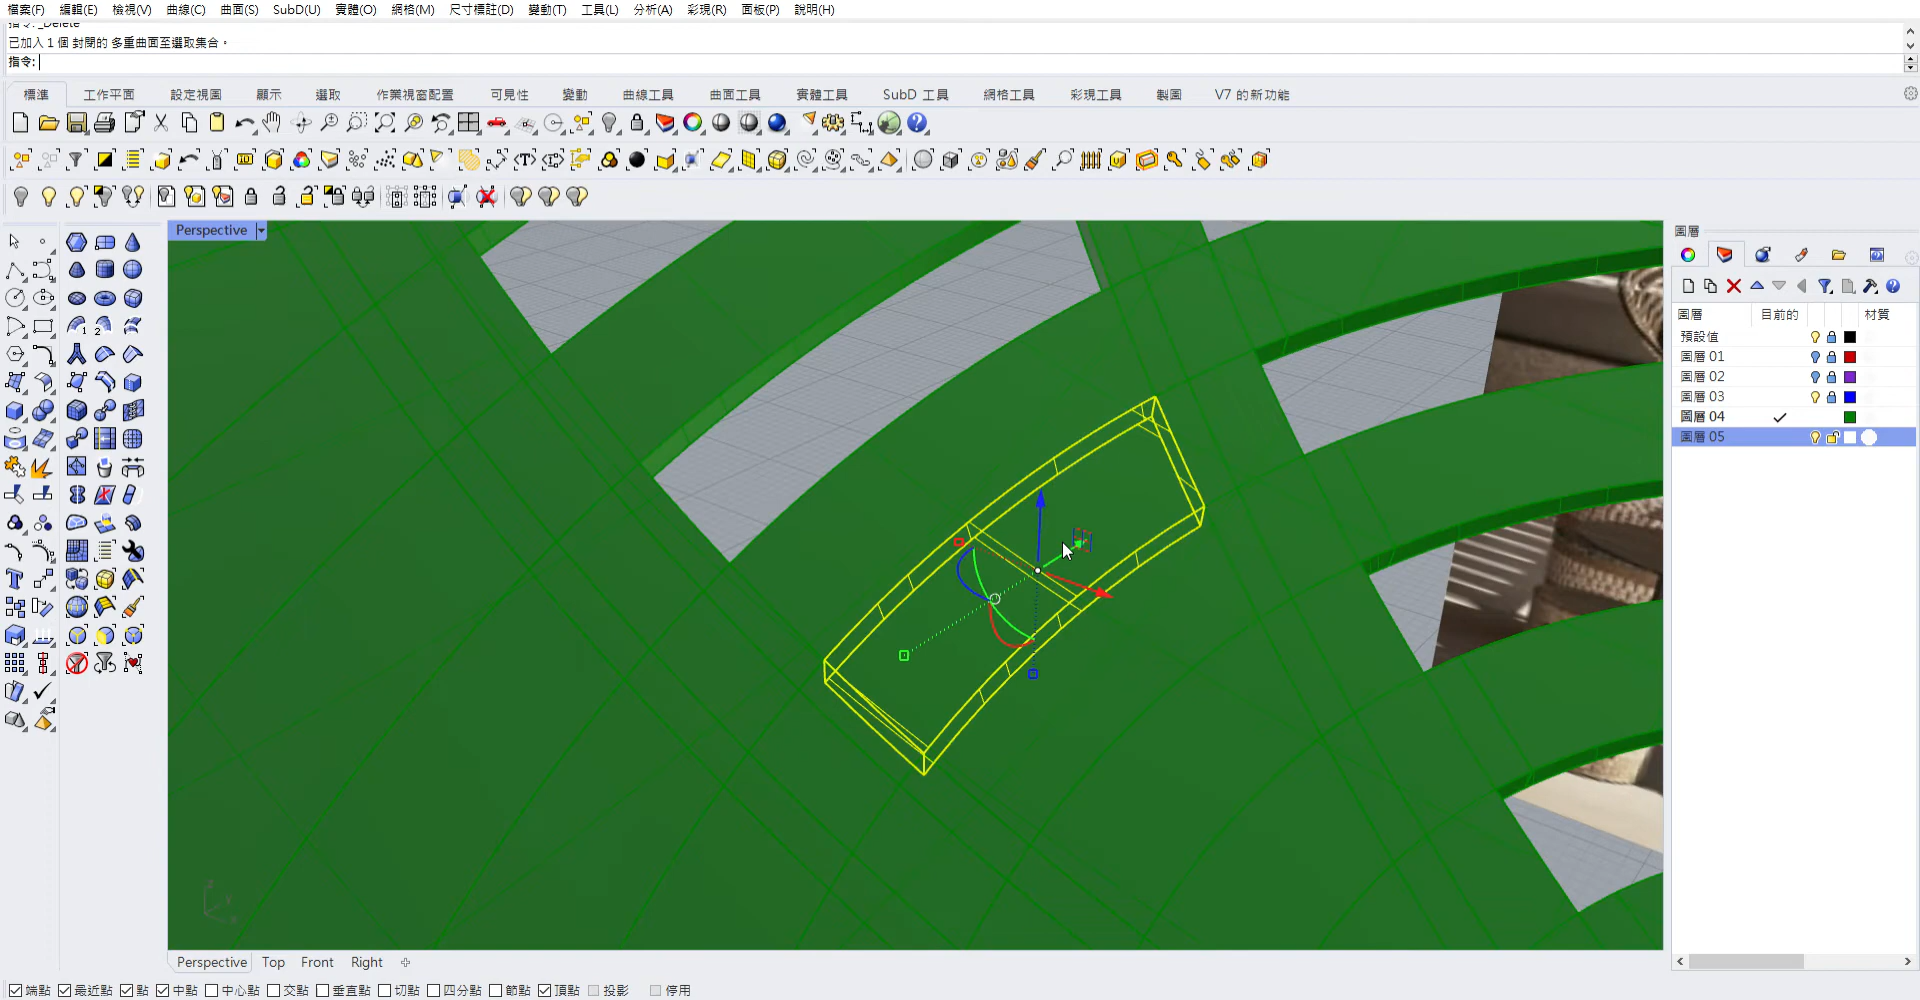 檔案(F) 編輯(E) 檢視(V) 曲線(C) 曲面(S) SubD(U) 實體(O) 網格(M) 尺寸標註(D) 變動(T) 工具(L) 分析(A) 彩現(R) 面板(P) 說明(H)
指令: _Delete
已加入 1 個 封閉的 多重曲面至選取集合。
指令:
標準 工作平面 設定視圖 顯示 選取 作業視窗配置 可見性 變動 曲線工具 曲面工具 實體工具 SubD 工具 網格工具 彩現工具 製圖 V7 的新功能
Perspective
圖層
圖層 目前的 材質
預設值
圖層 01
圖層 02
圖層 03
圖層 04
圖層 05
Perspective Top Front Right
端點 最近點 點 中點 中心點 交點 垂直點 切點 四分點 節點 頂點 投影 停用